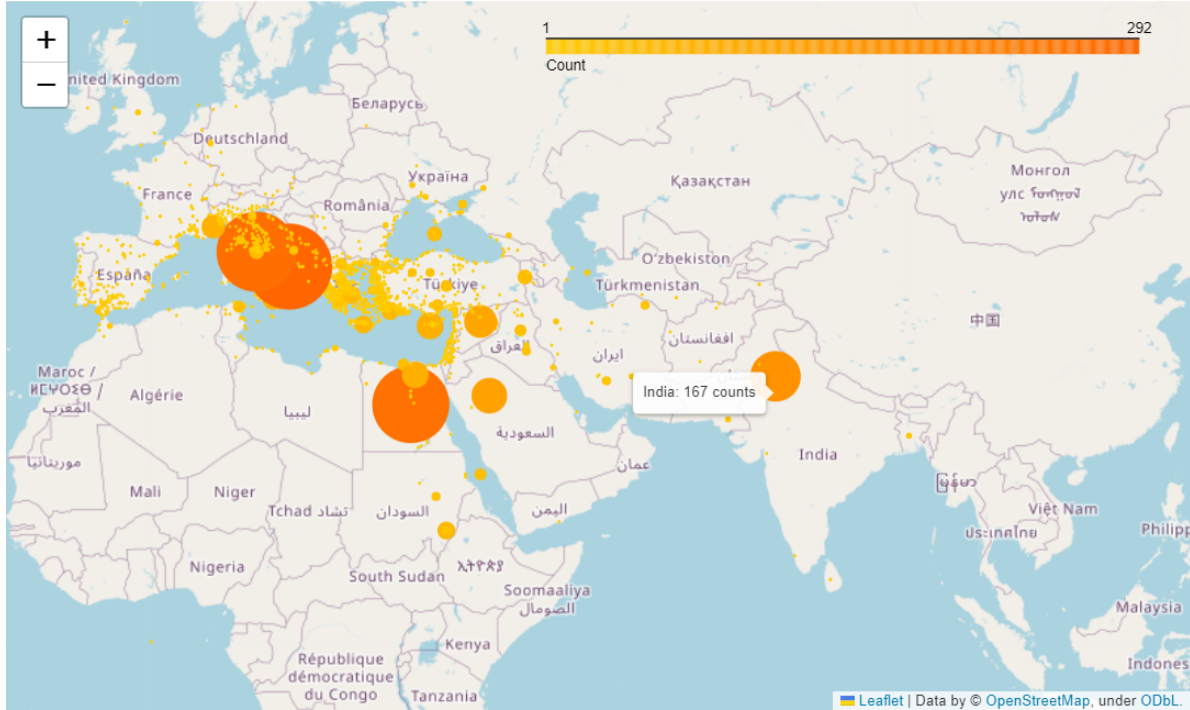 +
−
1
292
Count
nited Kingdom
Беларусь
Deutschland
Україна
France
România
Қазақстан
Монгол
улс
España
Türkiye
O'zbekiston
Türkmenistan
中国
افغانستان
ایران
العراق
India: 167 counts
Maroc /
ⵍⵎⵖⵔⵉⴱ /
المغرب
Algérie
ليبيا
السعودية
عمان
India
موريتانيا
Mali
Niger
Tchad تشاد
السودان
اليمن
Việt Nam
ประเทศไทย
Philipp
Nigeria
South Sudan
Soomaaliya
الصومال
Kenya
Malaysia
République
démocratique
du Congo
Tanzania
Indones
Leaflet | Data by © OpenStreetMap, under ODbL.